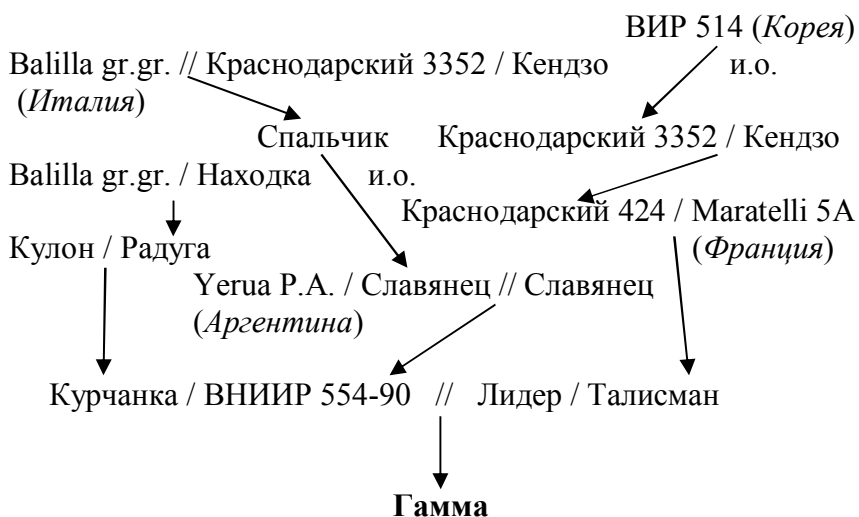 ВИР 514 (Корея)
Balilla gr.gr. // Краснодарский 3352 / Кендзо и.о.
(Италия)
Спальчик Краснодарский 3352 / Кендзо
Balilla gr.gr. / Находка и.о.
Краснодарский 424 / Maratelli 5A
Кулон / Радуга (Франция)
Yerua P.A. / Славянец // Славянец
(Аргентина)
Курчанка / ВНИИР 554-90 // Лидер / Талисман
Гамма